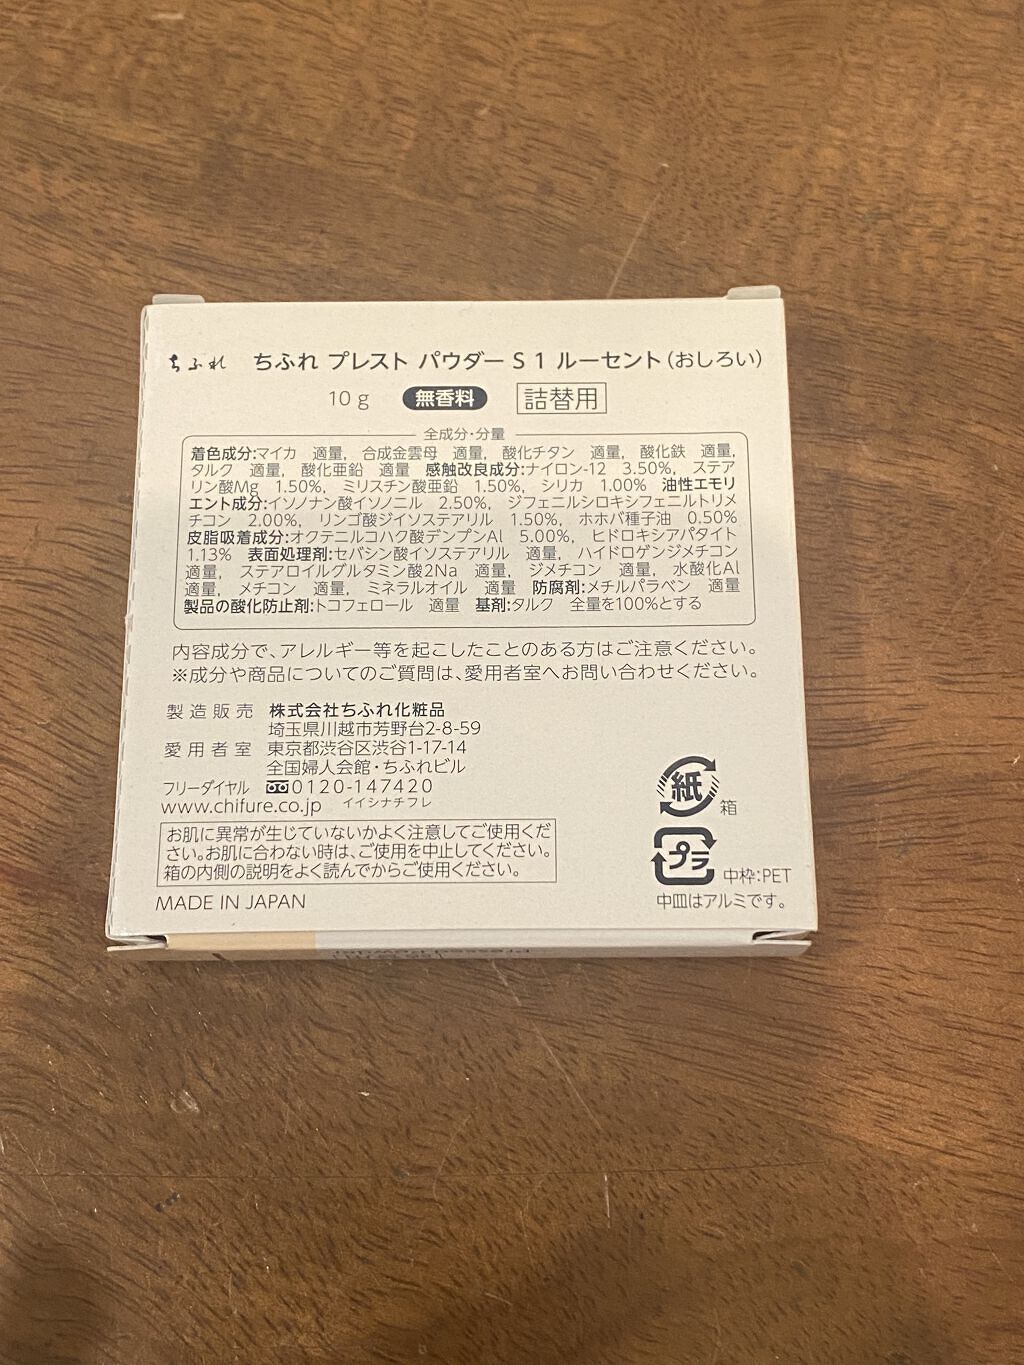 ちふれ ちふれ プレスト パウダー S 1 ルーセント（おしろい）
10 g 無香料 詰替用
全成分・分量
着色成分:マイカ 適量, 合成金雲母 適量, 酸化チタン 適量, 酸化鉄 適量,
タルク 適量, 酸化亜鉛 適量 感触改良成分:ナイロン-12 3.50%, ステア
リン酸Mg 1.50%, ミリスチン酸亜鉛 1.50%, シリカ 1.00% 油性エモリ
エント成分:イソノナン酸イソノニル 2.50%, ジフェニルシロキシフェニルトリメ
チコン 2.00%, リンゴ酸ジイソステアリル 1.50%, ホホバ種子油 0.50%
皮脂吸着成分:オクテニルコハク酸デンプンAl 5.00%, ヒドロキシアパタイト
1.13% 表面処理剤:セバシン酸イソステアリル 適量, ハイドロゲンジメチコン
適量, ステアロイルグルタミン酸2Na 適量, ジメチコン 適量, 水酸化Al
適量, メチコン 適量, ミネラルオイル 適量 防腐剤:メチルパラベン 適量
製品の酸化防止剤:トコフェロール 適量 基剤:タルク 全量を100%とする
内容成分で、アレルギー等を起こしたことのある方はご注意ください。
※成分や商品についてのご質問は、愛用者室へお問い合わせください。
製造販売 株式会社ちふれ化粧品
埼玉県川越市芳野台2-8-59
愛用者室 東京都渋谷区渋谷1-17-14
全国婦人会館・ちふれビル
フリーダイヤル 0120-147420
www.chifure.co.jp イイシナチフレ
お肌に異常が生じていないかよく注意してご使用くだ
さい。お肌に合わない時は、ご使用を中止してください。
箱の内側の説明をよく読んでからご使用ください。
MADE IN JAPAN
紙 箱
プラ 中枠:PET
中皿はアルミです。